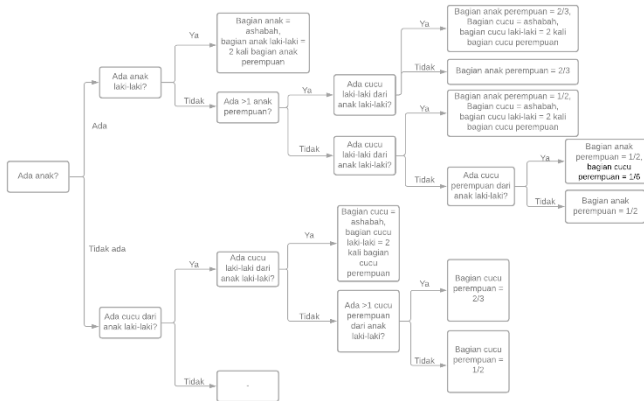 Ada anak?
Ada
Tidak ada
Ada anak
laki-laki?
Ya
Bagian anak =
ashabah,
bagian anak laki-laki =
2 kali bagian anak
perempuan
Tidak
Ada >1 anak
perempuan?
Ya
Ada cucu
laki-laki dari
anak laki-laki?
Ya
Bagian anak perempuan = 2/3,
Bagian cucu = ashabah,
bagian cucu laki-laki = 2 kali
bagian cucu perempuan
Tidak
Bagian anak perempuan = 2/3
Tidak
Ada cucu
laki-laki dari
anak laki-laki?
Ya
Bagian anak perempuan = 1/2,
Bagian cucu = ashabah,
bagian cucu laki-laki = 2 kali
bagian cucu perempuan
Tidak
Ada cucu
perempuan dari
anak laki-laki?
Ya
Bagian anak
perempuan = 1/2,
bagian cucu
perempuan = 1/6
Tidak
Bagian anak
perempuan = 1/2
Ada cucu dari
anak laki-laki?
Ya
Ada cucu
laki-laki dari
anak laki-laki?
Ya
Bagian cucu =
ashabah,
bagian cucu
laki-laki = 2
kali bagian
cucu
perempuan
Tidak
Ada >1 cucu
perempuan
dari anak
laki-laki?
Ya
Bagian cucu
perempuan =
2/3
Tidak
Bagian cucu
perempuan =
1/2
Tidak
-